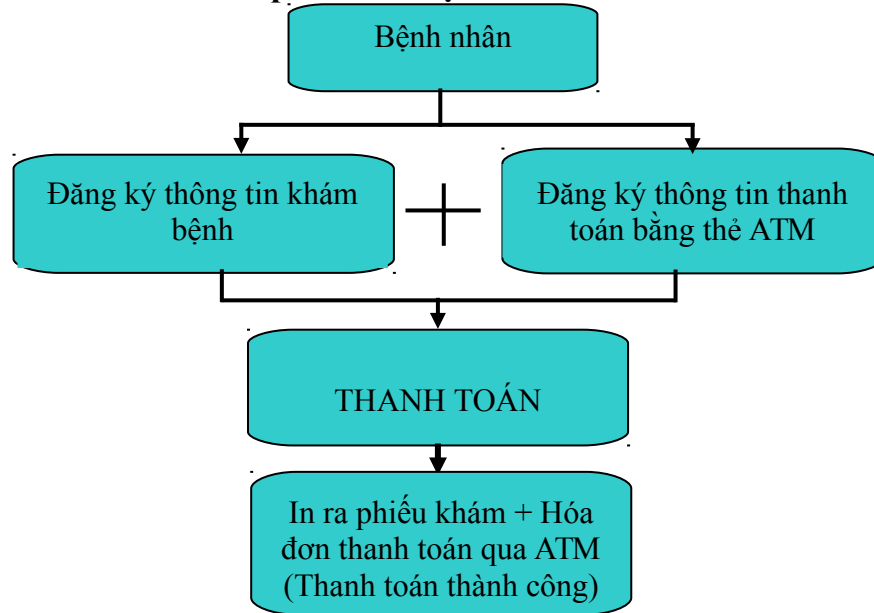 Bệnh nhân
Đăng ký thông tin khám
bệnh
Đăng ký thông tin thanh
toán bằng thẻ ATM
THANH TOÁN
In ra phiếu khám + Hóa
đơn thanh toán qua ATM
(Thanh toán thành công)